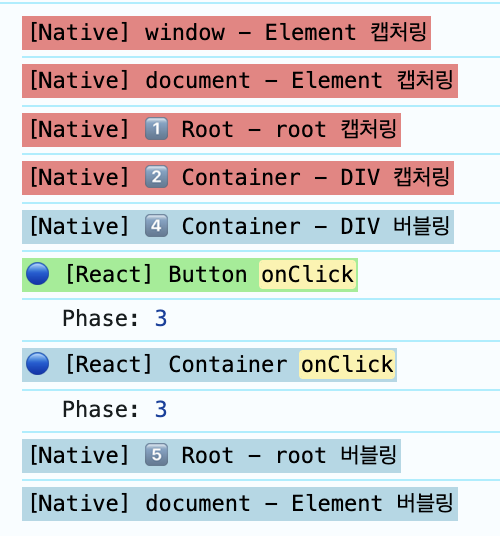 [Native] window – Element 캡처링
[Native] document – Element 캡처링
[Native] 1️⃣ Root – root 캡처링
[Native] 2️⃣ Container – DIV 캡처링
[Native] 4️⃣ Container – DIV 버블링
🔵 [React] Button onClick
Phase: 3
🔵 [React] Container onClick
Phase: 3
[Native] 5️⃣ Root – root 버블링
[Native] document – Element 버블링